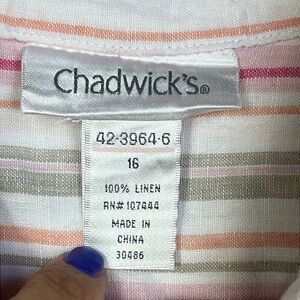 Chadwick's®
42-3964-6
16
100% LINEN
RN#107444
MADE IN
CHINA
30486